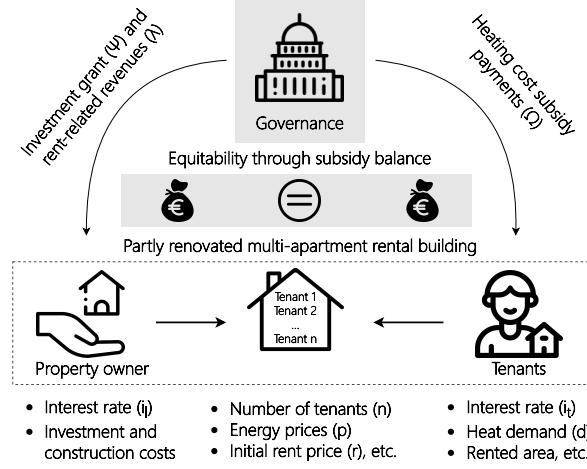 Investment grant (Ψ) and
rent-related revenues (λ)
Heating cost subsidy
payments (Ω)
Governance
Equitability through subsidy balance
€
=
€
Partly renovated multi-apartment rental building
Tenant 1
Tenant 2
...
Tenant n
Property owner
Tenants
• Interest rate (iₗ)
• Investment and
construction costs
• Number of tenants (n)
• Energy prices (p)
• Initial rent price (r), etc.
• Interest rate (iₜ)
• Heat demand (d)
• Rented area, etc.